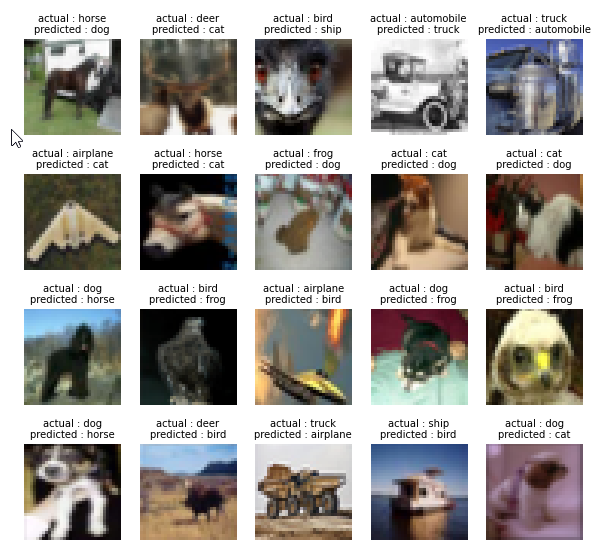 actual : horse
predicted : dog
actual : deer
predicted : cat
actual : bird
predicted : ship
actual : automobile
predicted : truck
actual : truck
predicted : automobile
actual : airplane
predicted : cat
actual : horse
predicted : cat
actual : frog
predicted : dog
actual : cat
predicted : dog
actual : cat
predicted : dog
actual : dog
predicted : horse
actual : bird
predicted : frog
actual : airplane
predicted : bird
actual : dog
predicted : frog
actual : bird
predicted : frog
actual : dog
predicted : horse
actual : deer
predicted : bird
actual : truck
predicted : airplane
actual : ship
predicted : bird
actual : dog
predicted : cat